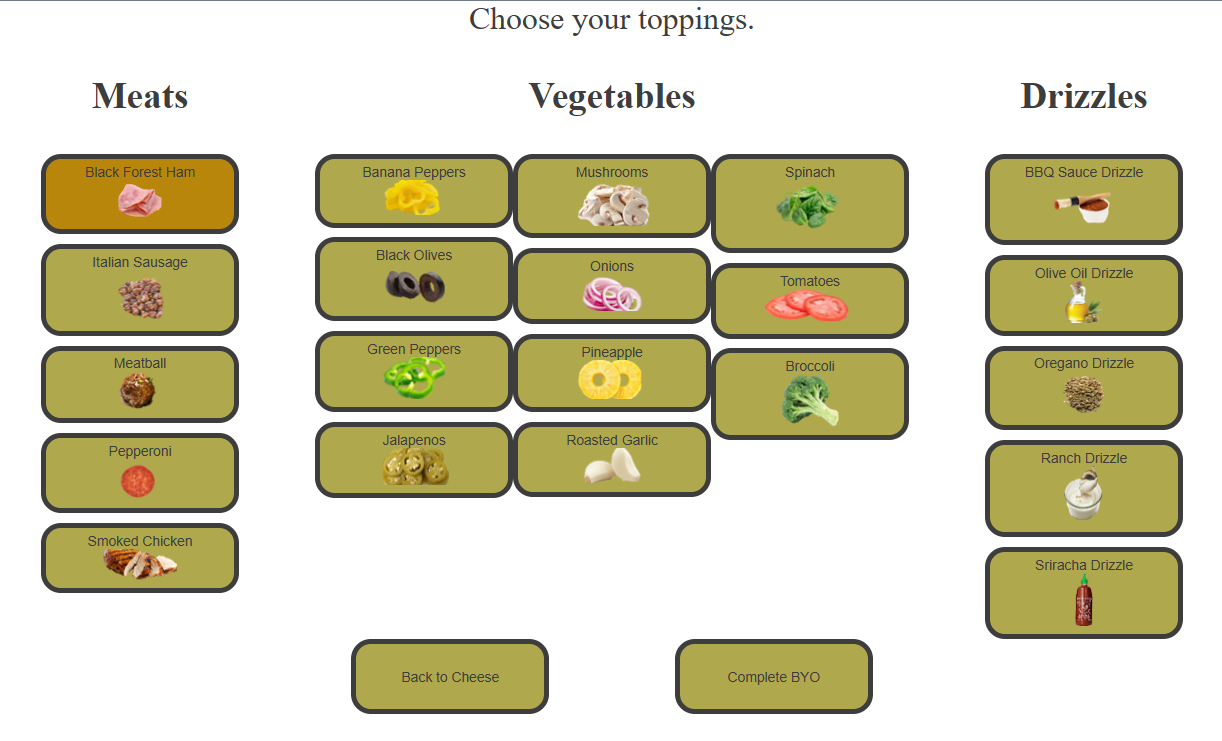 Choose your toppings.
Meats
Vegetables
Drizzles
Black Forest Ham
Italian Sausage
Meatball
Pepperoni
Smoked Chicken
Banana Peppers
Black Olives
Green Peppers
Jalapenos
Mushrooms
Onions
Pineapple
Roasted Garlic
Spinach
Tomatoes
Broccoli
BBQ Sauce Drizzle
Olive Oil Drizzle
Oregano Drizzle
Ranch Drizzle
Sriracha Drizzle
Back to Cheese
Complete BYO